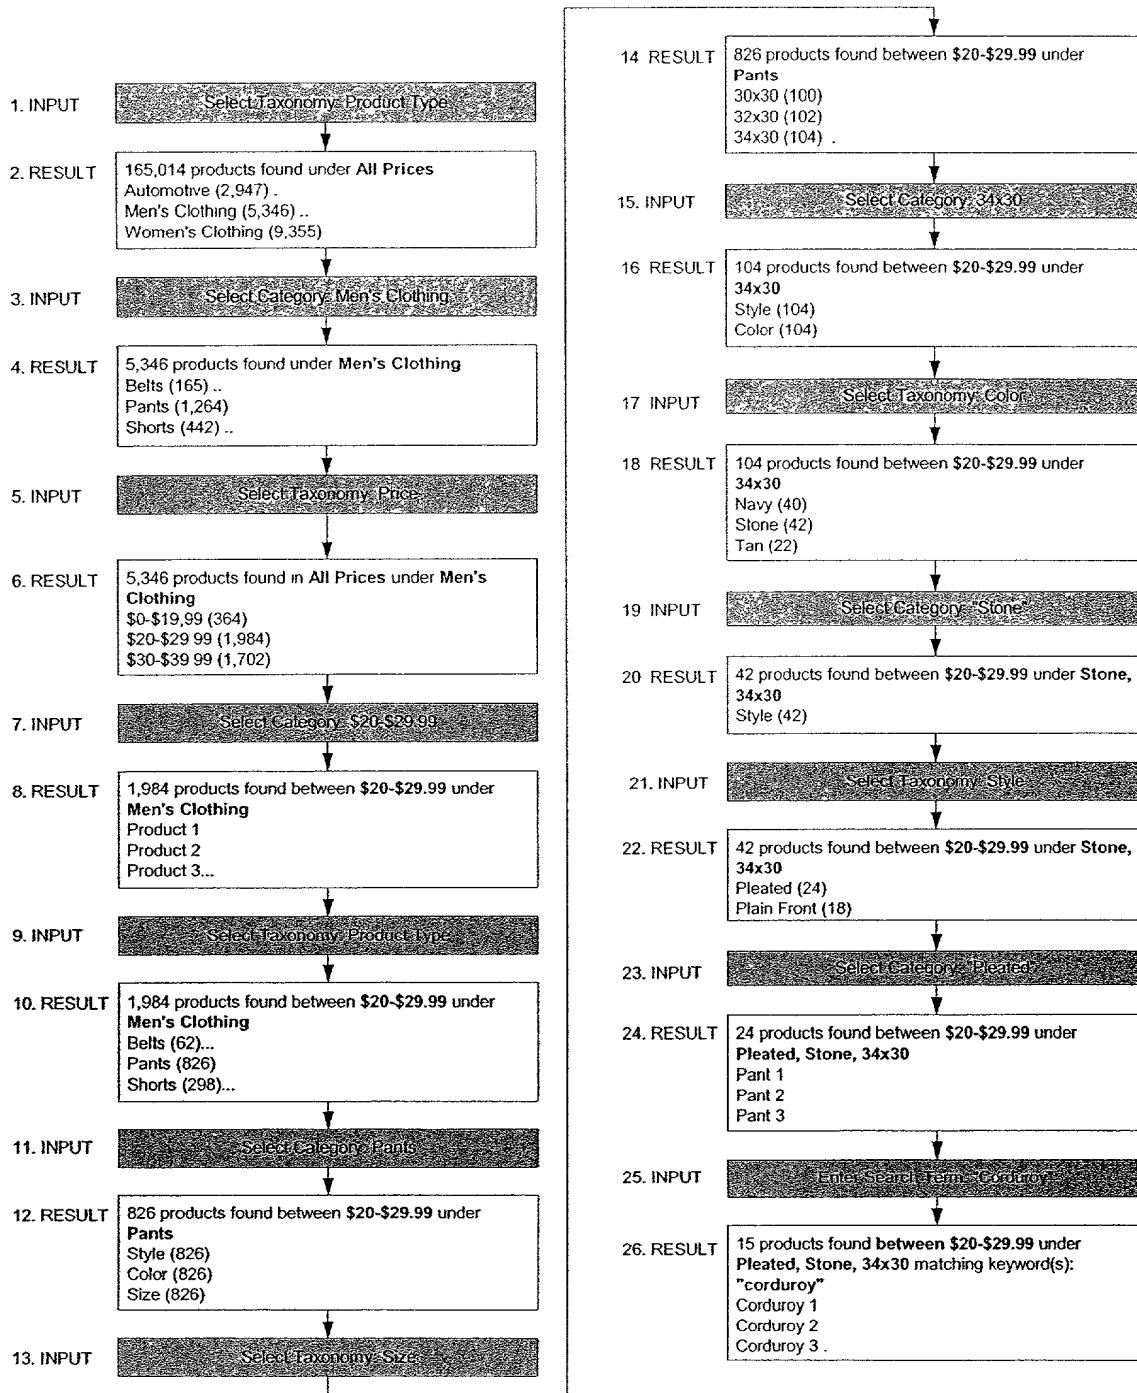 1. INPUT
Select Taxonomy: Product Type
2. RESULT
165,014 products found under All Prices
Automotive (2,947) .
Men's Clothing (5,346) ..
Women's Clothing (9,355)
3. INPUT
Select Category: Men's Clothing
4. RESULT
5,346 products found under Men's Clothing
Belts (165) ..
Pants (1,264)
Shorts (442) ..
5. INPUT
Select Taxonomy: Price
6. RESULT
5,346 products found in All Prices under Men's
Clothing
$0-$19,99 (364)
$20-$29 99 (1,984)
$30-$39 99 (1,702)
7. INPUT
Select Category: $20-$29.99
8. RESULT
1,984 products found between $20-$29.99 under
Men's Clothing
Product 1
Product 2
Product 3...
9. INPUT
Select Taxonomy: Product Type
10. RESULT
1,984 products found between $20-$29.99 under
Men's Clothing
Belts (62)...
Pants (826)
Shorts (298)...
11. INPUT
Select Category: Pants
12. RESULT
826 products found between $20-$29.99 under
Pants
Style (826)
Color (826)
Size (826)
13. INPUT
Select Taxonomy: Size
14 RESULT
826 products found between $20-$29.99 under
Pants
30x30 (100)
32x30 (102)
34x30 (104) .
15. INPUT
Select Category: 34x30
16 RESULT
104 products found between $20-$29.99 under
34x30
Style (104)
Color (104)
17 INPUT
Select Taxonomy: Color
18 RESULT
104 products found between $20-$29.99 under
34x30
Navy (40)
Stone (42)
Tan (22)
19 INPUT
Select Category: "Stone"
20 RESULT
42 products found between $20-$29.99 under Stone,
34x30
Style (42)
21. INPUT
Select Taxonomy: Style
22. RESULT
42 products found between $20-$29.99 under Stone,
34x30
Pleated (24)
Plain Front (18)
23. INPUT
Select Category: "Pleated"
24. RESULT
24 products found between $20-$29.99 under
Pleated, Stone, 34x30
Pant 1
Pant 2
Pant 3
25. INPUT
Enter Search Term: "Corduroy"
26. RESULT
15 products found between $20-$29.99 under
Pleated, Stone, 34x30 matching keyword(s):
"corduroy"
Corduroy 1
Corduroy 2
Corduroy 3 .